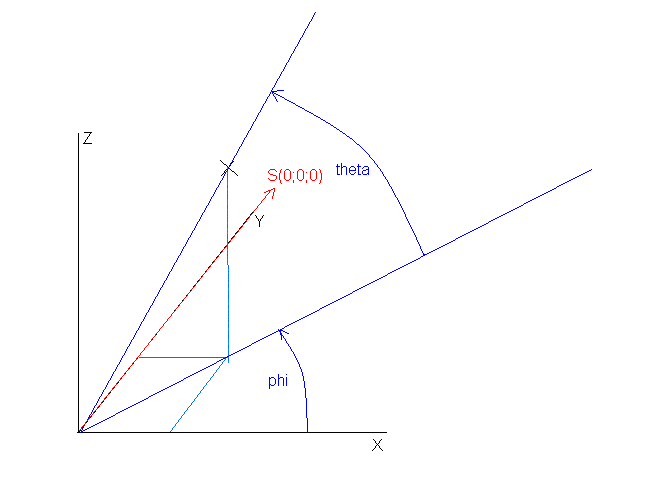 Z
S(0;0;0)
theta
Y
phi
X